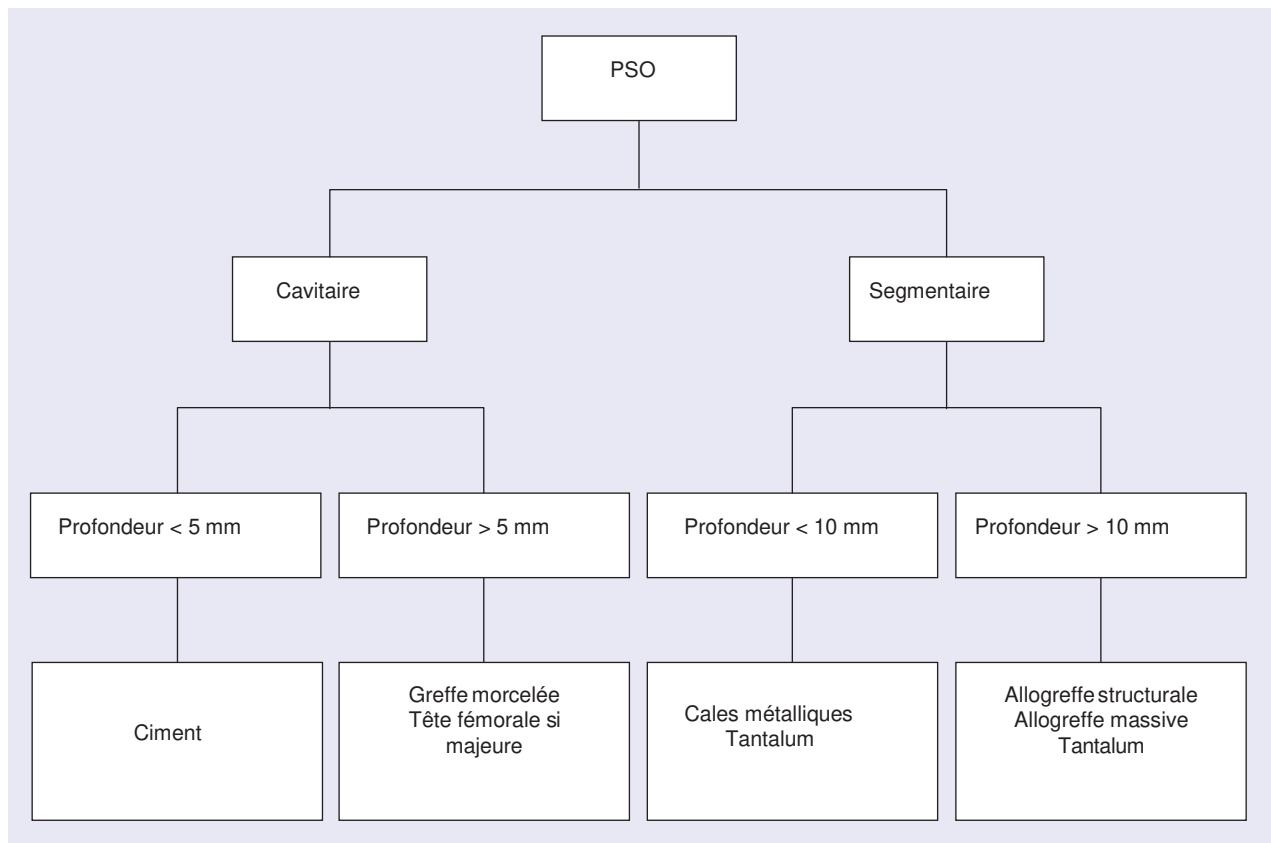 PSO
Cavitaire
Segmentaire
Profondeur < 5 mm
Profondeur > 5 mm
Profondeur < 10 mm
Profondeur > 10 mm
Ciment
Greffe morcelée
Tête fémorale si
majeure
Cales métalliques
Tantalum
Allogreffe structurale
Allogreffe massive
Tantalum